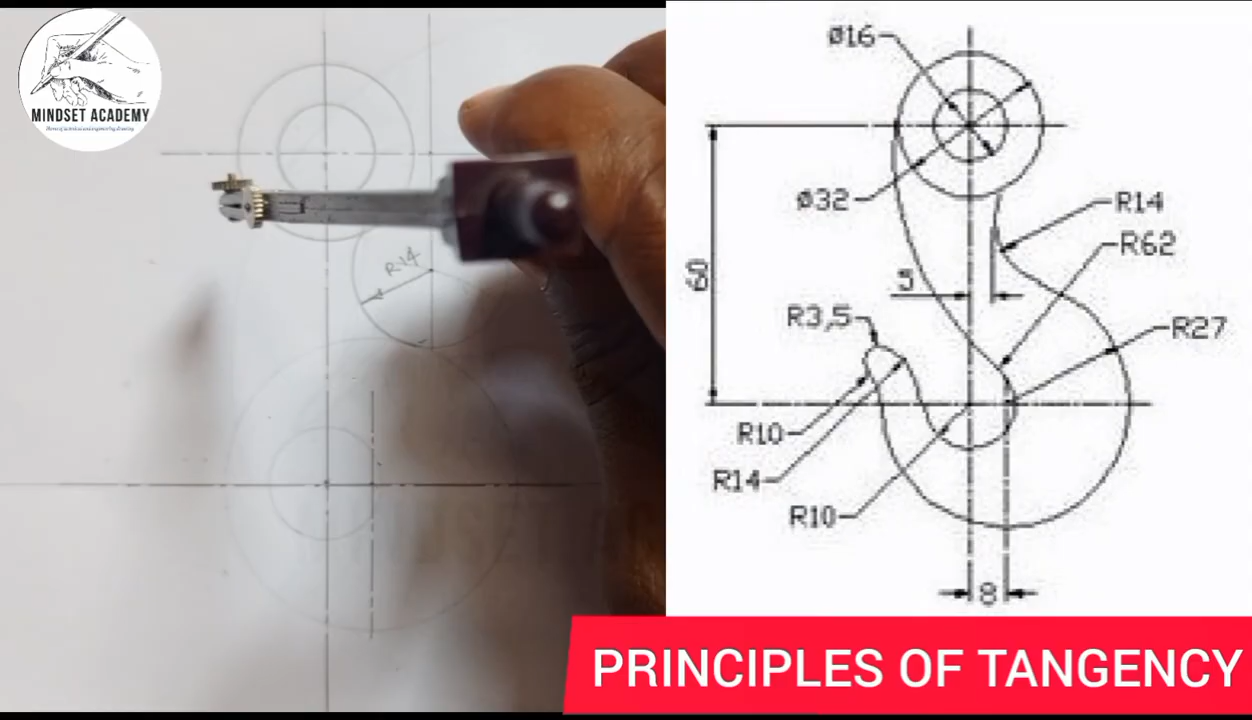 MINDSET ACADEMY
R14
Ø16
Ø32
60
R14
R62
5
R3,5
R27
R10
R14
R10
8
PRINCIPLES OF TANGENCY